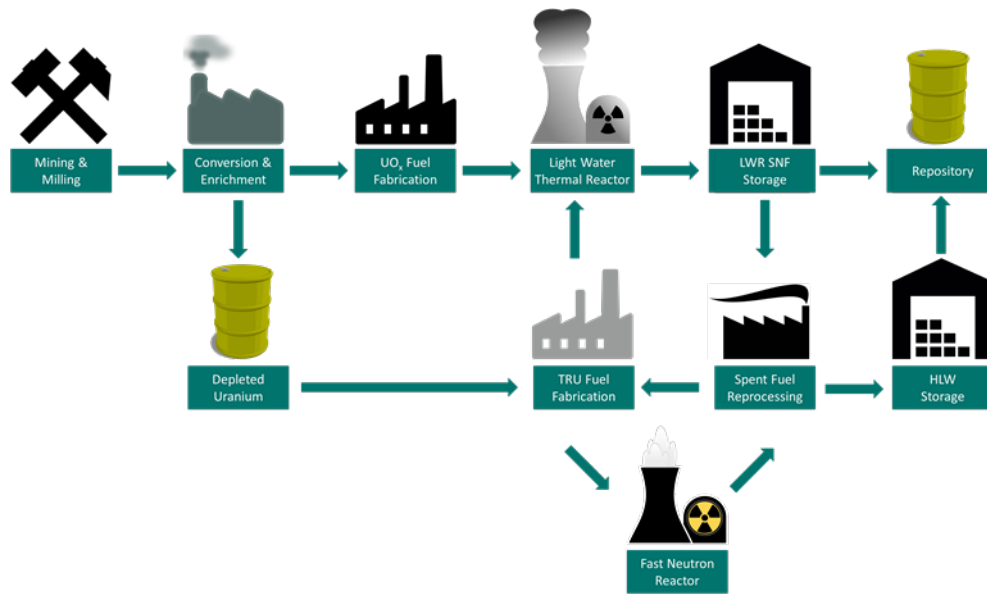 Mining &
Milling
Conversion &
Enrichment
UOₓ Fuel
Fabrication
Light Water
Thermal Reactor
LWR SNF
Storage
Repository
Depleted
Uranium
TRU Fuel
Fabrication
Spent Fuel
Reprocessing
HLW
Storage
Fast Neutron
Reactor